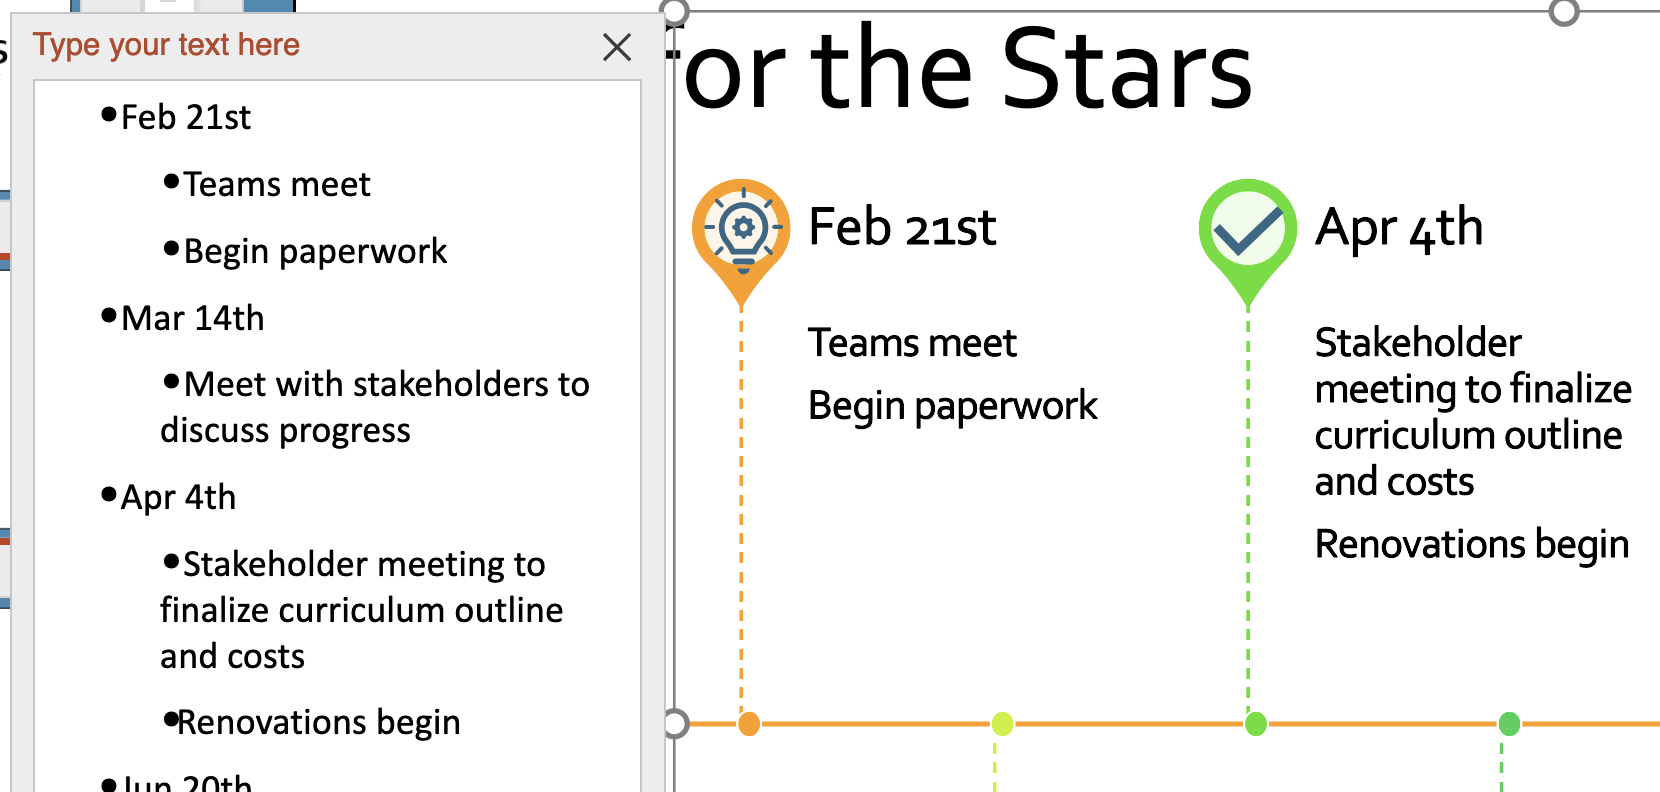 Type your text here
•Feb 21st
•Teams meet
•Begin paperwork
•Mar 14th
•Meet with stakeholders to
discuss progress
•Apr 4th
•Stakeholder meeting to
finalize curriculum outline
and costs
•Renovations begin
•Jun 20th
for the Stars
Feb 21st
Teams meet
Begin paperwork
Apr 4th
Stakeholder
meeting to finalize
curriculum outline
and costs
Renovations begin